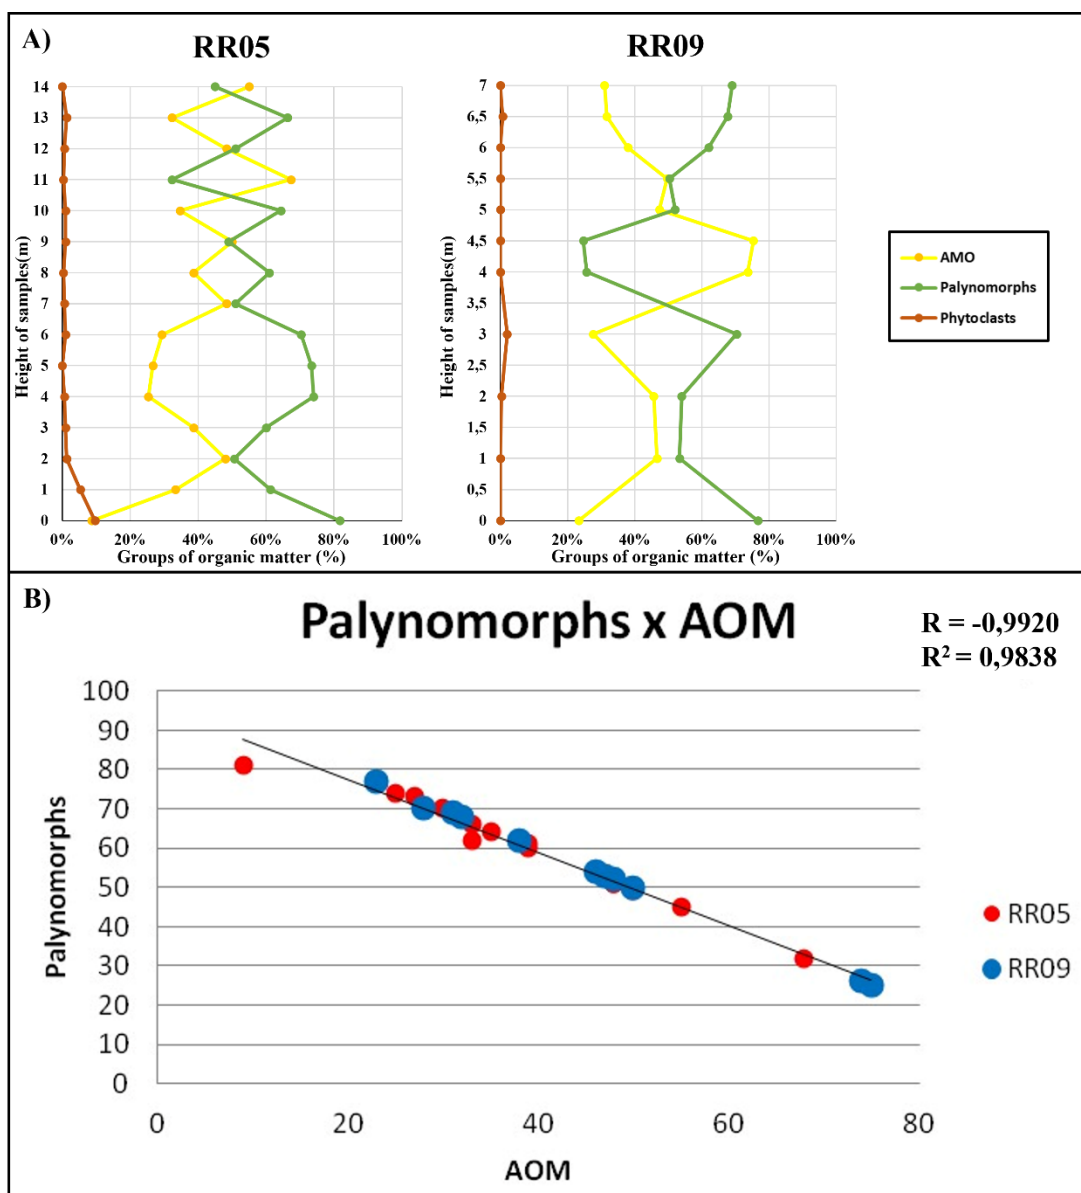 A)
RR05
RR09
14
13
12
11
10
9
8
7
6
5
4
3
2
1
0
Height of samples(m)
0% 20% 40% 60% 80% 100%
Groups of organic matter (%)
7
6,5
6
5,5
5
4,5
4
3,5
3
2,5
2
1,5
1
0,5
0
Height of samples(m)
0% 20% 40% 60% 80% 100%
Groups of organic matter (%)
AMO
Palynomorphs
Phytoclasts
B)
Palynomorphs x AOM
R = -0,9920
R² = 0,9838
100
90
80
70
60
50
40
30
20
10
0
Palynomorphs
0 20 40 60 80
AOM
RR05
RR09